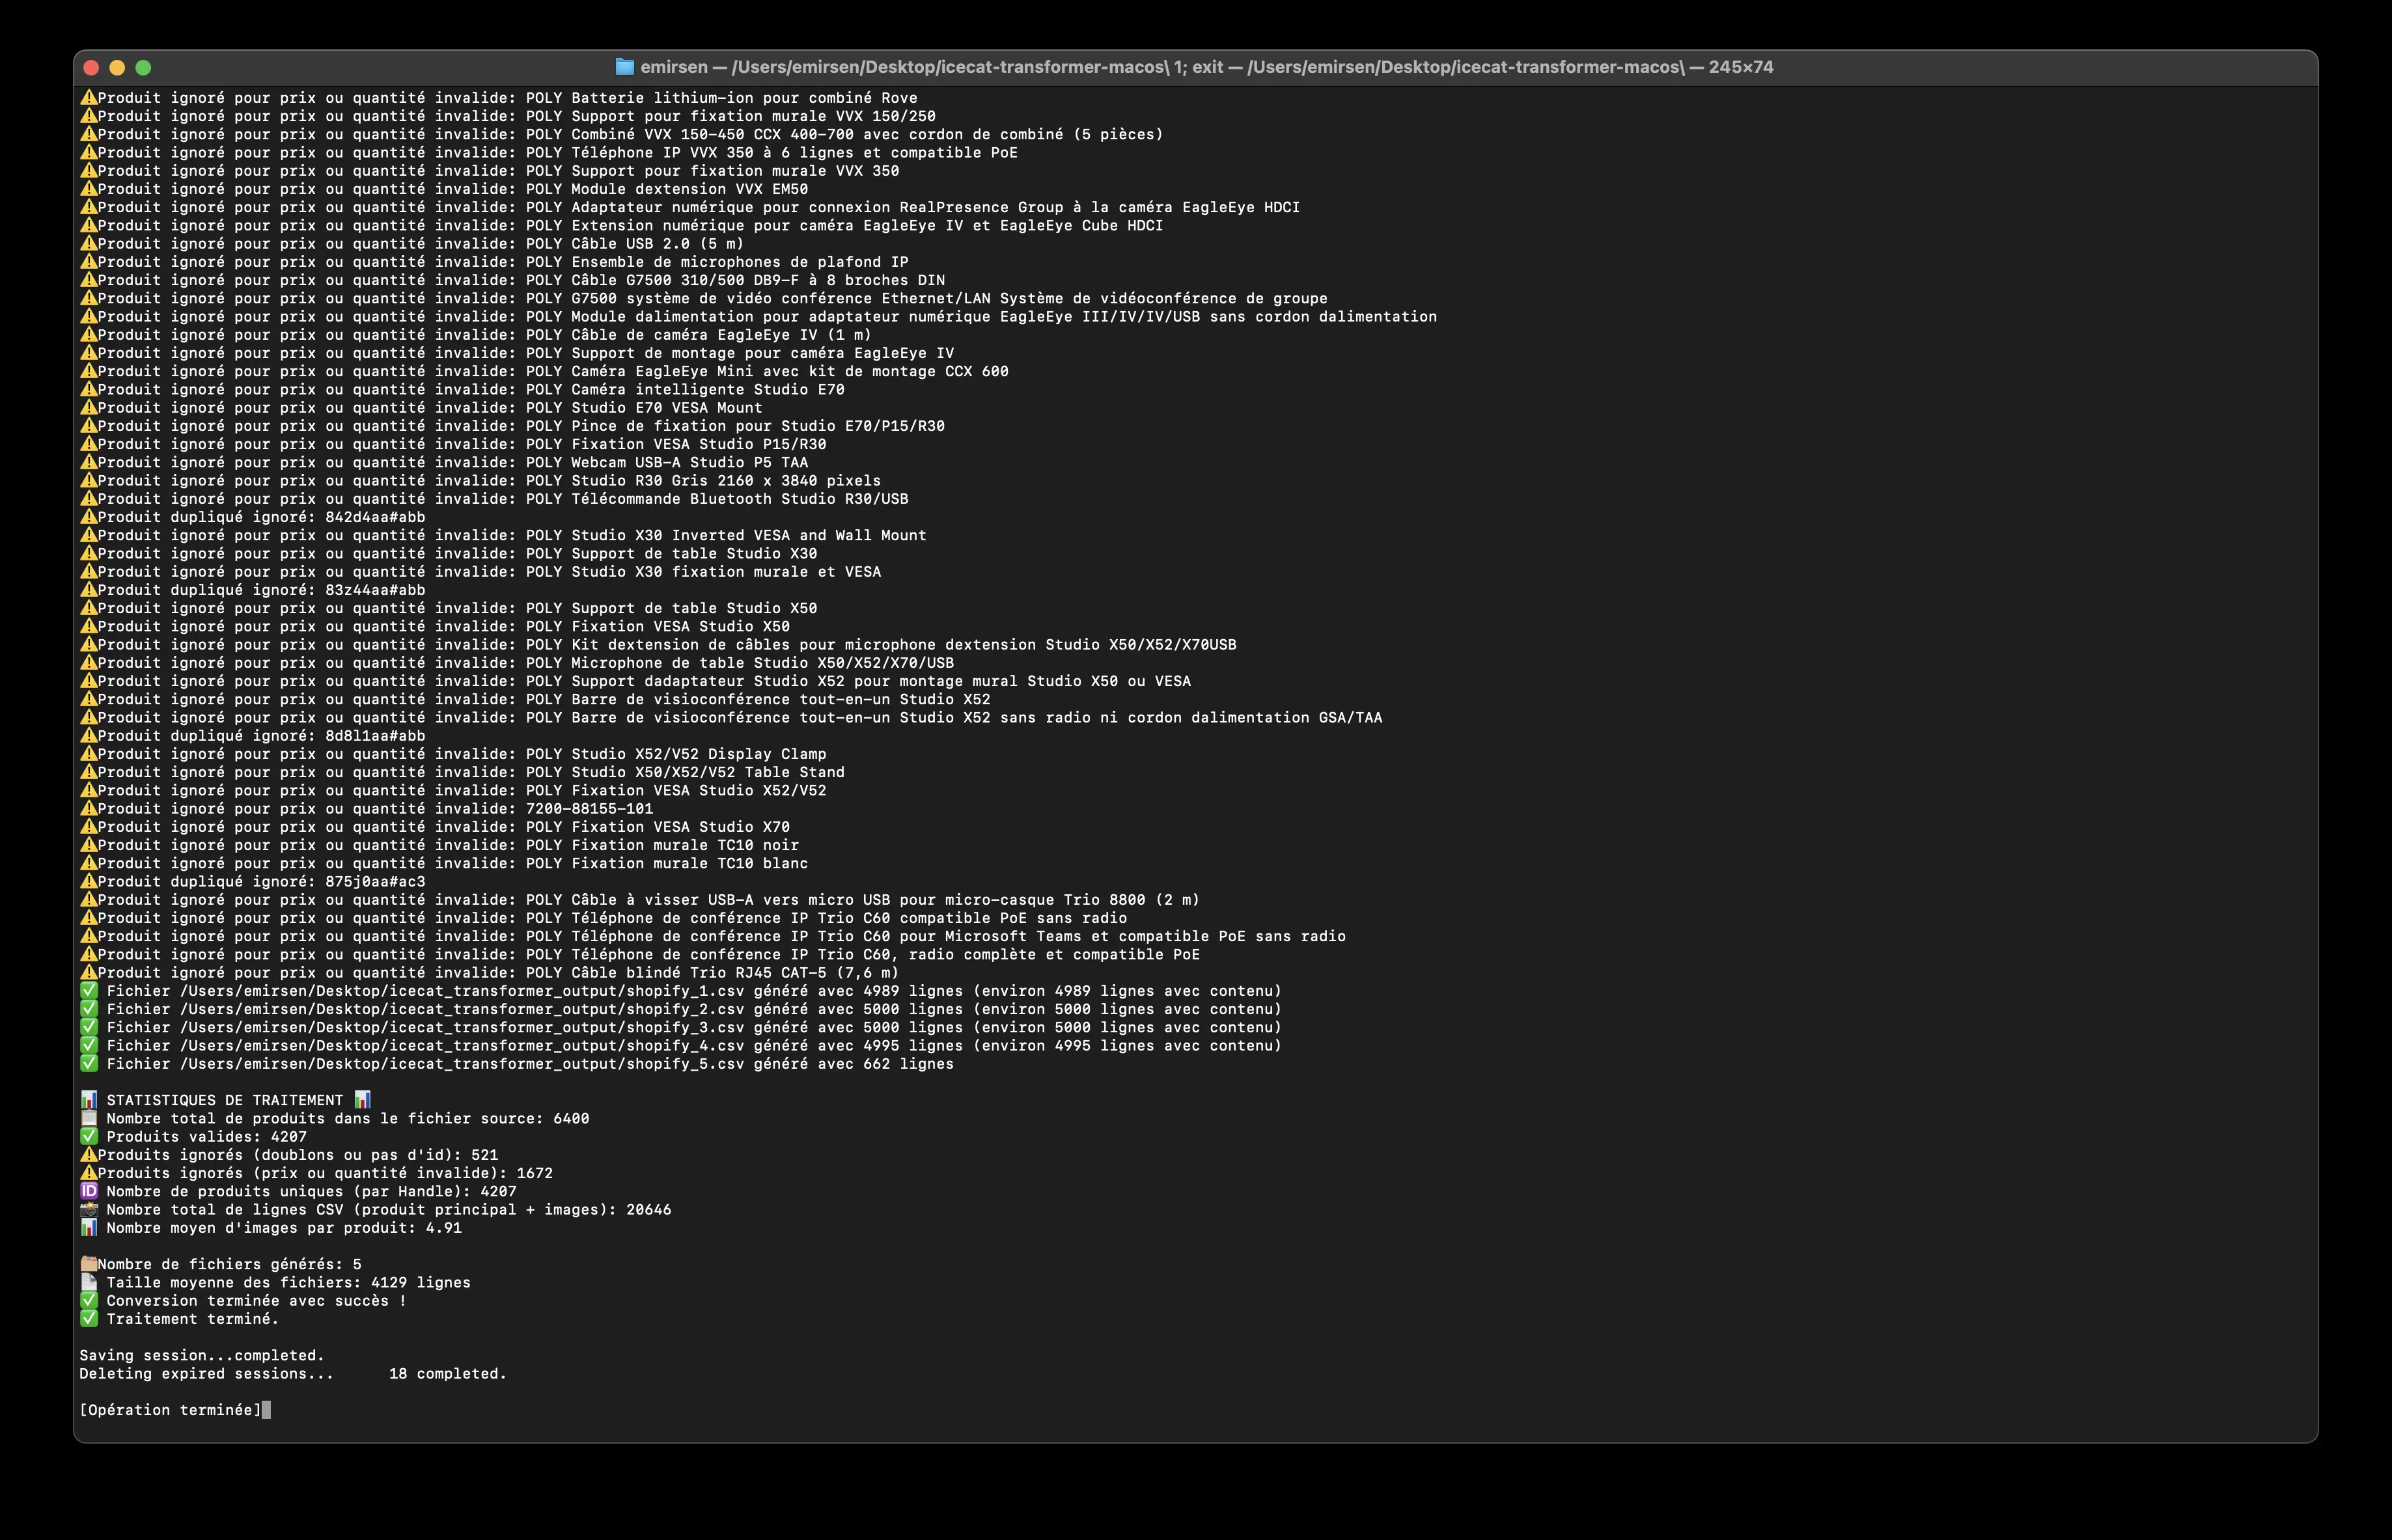 emirsen — /Users/emirsen/Desktop/icecat-transformer-macos\ 1; exit — /Users/emirsen/Desktop/icecat-transformer-macos\ — 245×74
⚠️Produit ignoré pour prix ou quantité invalide: POLY Batterie lithium-ion pour combiné Rove
⚠️Produit ignoré pour prix ou quantité invalide: POLY Support pour fixation murale VVX 150/250
⚠️Produit ignoré pour prix ou quantité invalide: POLY Combiné VVX 150-450 CCX 400-700 avec cordon de combiné (5 pièces)
⚠️Produit ignoré pour prix ou quantité invalide: POLY Téléphone IP VVX 350 à 6 lignes et compatible PoE
⚠️Produit ignoré pour prix ou quantité invalide: POLY Support pour fixation murale VVX 350
⚠️Produit ignoré pour prix ou quantité invalide: POLY Module dextension VVX EM50
⚠️Produit ignoré pour prix ou quantité invalide: POLY Adaptateur numérique pour connexion RealPresence Group à la caméra EagleEye HDCI
⚠️Produit ignoré pour prix ou quantité invalide: POLY Extension numérique pour caméra EagleEye IV et EagleEye Cube HDCI
⚠️Produit ignoré pour prix ou quantité invalide: POLY Câble USB 2.0 (5 m)
⚠️Produit ignoré pour prix ou quantité invalide: POLY Ensemble de microphones de plafond IP
⚠️Produit ignoré pour prix ou quantité invalide: POLY Câble G7500 310/500 DB9-F à 8 broches DIN
⚠️Produit ignoré pour prix ou quantité invalide: POLY G7500 système de vidéo conférence Ethernet/LAN Système de vidéoconférence de groupe
⚠️Produit ignoré pour prix ou quantité invalide: POLY Module dalimentation pour adaptateur numérique EagleEye III/IV/IV/USB sans cordon dalimentation
⚠️Produit ignoré pour prix ou quantité invalide: POLY Câble de caméra EagleEye IV (1 m)
⚠️Produit ignoré pour prix ou quantité invalide: POLY Support de montage pour caméra EagleEye IV
⚠️Produit ignoré pour prix ou quantité invalide: POLY Caméra EagleEye Mini avec kit de montage CCX 600
⚠️Produit ignoré pour prix ou quantité invalide: POLY Caméra intelligente Studio E70
⚠️Produit ignoré pour prix ou quantité invalide: POLY Studio E70 VESA Mount
⚠️Produit ignoré pour prix ou quantité invalide: POLY Pince de fixation pour Studio E70/P15/R30
⚠️Produit ignoré pour prix ou quantité invalide: POLY Fixation VESA Studio P15/R30
⚠️Produit ignoré pour prix ou quantité invalide: POLY Webcam USB-A Studio P5 TAA
⚠️Produit ignoré pour prix ou quantité invalide: POLY Studio R30 Gris 2160 x 3840 pixels
⚠️Produit ignoré pour prix ou quantité invalide: POLY Télécommande Bluetooth Studio R30/USB
⚠️Produit dupliqué ignoré: 842d4aa#abb
⚠️Produit ignoré pour prix ou quantité invalide: POLY Studio X30 Inverted VESA and Wall Mount
⚠️Produit ignoré pour prix ou quantité invalide: POLY Support de table Studio X30
⚠️Produit ignoré pour prix ou quantité invalide: POLY Studio X30 fixation murale et VESA
⚠️Produit dupliqué ignoré: 83z44aa#abb
⚠️Produit ignoré pour prix ou quantité invalide: POLY Support de table Studio X50
⚠️Produit ignoré pour prix ou quantité invalide: POLY Fixation VESA Studio X50
⚠️Produit ignoré pour prix ou quantité invalide: POLY Kit dextension de câbles pour microphone dextension Studio X50/X52/X70USB
⚠️Produit ignoré pour prix ou quantité invalide: POLY Microphone de table Studio X50/X52/X70/USB
⚠️Produit ignoré pour prix ou quantité invalide: POLY Support dadaptateur Studio X52 pour montage mural Studio X50 ou VESA
⚠️Produit ignoré pour prix ou quantité invalide: POLY Barre de visioconférence tout-en-un Studio X52
⚠️Produit ignoré pour prix ou quantité invalide: POLY Barre de visioconférence tout-en-un Studio X52 sans radio ni cordon dalimentation GSA/TAA
⚠️Produit dupliqué ignoré: 8d8l1aa#abb
⚠️Produit ignoré pour prix ou quantité invalide: POLY Studio X52/V52 Display Clamp
⚠️Produit ignoré pour prix ou quantité invalide: POLY Studio X50/X52/V52 Table Stand
⚠️Produit ignoré pour prix ou quantité invalide: POLY Fixation VESA Studio X52/V52
⚠️Produit ignoré pour prix ou quantité invalide: 7200-88155-101
⚠️Produit ignoré pour prix ou quantité invalide: POLY Fixation VESA Studio X70
⚠️Produit ignoré pour prix ou quantité invalide: POLY Fixation murale TC10 noir
⚠️Produit ignoré pour prix ou quantité invalide: POLY Fixation murale TC10 blanc
⚠️Produit dupliqué ignoré: 875j0aa#ac3
⚠️Produit ignoré pour prix ou quantité invalide: POLY Câble à visser USB-A vers micro USB pour micro-casque Trio 8800 (2 m)
⚠️Produit ignoré pour prix ou quantité invalide: POLY Téléphone de conférence IP Trio C60 compatible PoE sans radio
⚠️Produit ignoré pour prix ou quantité invalide: POLY Téléphone de conférence IP Trio C60 pour Microsoft Teams et compatible PoE sans radio
⚠️Produit ignoré pour prix ou quantité invalide: POLY Téléphone de conférence IP Trio C60, radio complète et compatible PoE
⚠️Produit ignoré pour prix ou quantité invalide: POLY Câble blindé Trio RJ45 CAT-5 (7,6 m)
✅ Fichier /Users/emirsen/Desktop/icecat_transformer_output/shopify_1.csv généré avec 4989 lignes (environ 4989 lignes avec contenu)
✅ Fichier /Users/emirsen/Desktop/icecat_transformer_output/shopify_2.csv généré avec 5000 lignes (environ 5000 lignes avec contenu)
✅ Fichier /Users/emirsen/Desktop/icecat_transformer_output/shopify_3.csv généré avec 5000 lignes (environ 5000 lignes avec contenu)
✅ Fichier /Users/emirsen/Desktop/icecat_transformer_output/shopify_4.csv généré avec 4995 lignes (environ 4995 lignes avec contenu)
✅ Fichier /Users/emirsen/Desktop/icecat_transformer_output/shopify_5.csv généré avec 662 lignes
📊 STATISTIQUES DE TRAITEMENT 📊
📋 Nombre total de produits dans le fichier source: 6400
✅ Produits valides: 4207
⚠️Produits ignorés (doublons ou pas d'id): 521
⚠️Produits ignorés (prix ou quantité invalide): 1672
🆔 Nombre de produits uniques (par Handle): 4207
📸 Nombre total de lignes CSV (produit principal + images): 20646
📊 Nombre moyen d'images par produit: 4.91
🗂️Nombre de fichiers générés: 5
📄 Taille moyenne des fichiers: 4129 lignes
✅ Conversion terminée avec succès !
✅ Traitement terminé.
Saving session...completed.
Deleting expired sessions...      18 completed.
[Opération terminée]